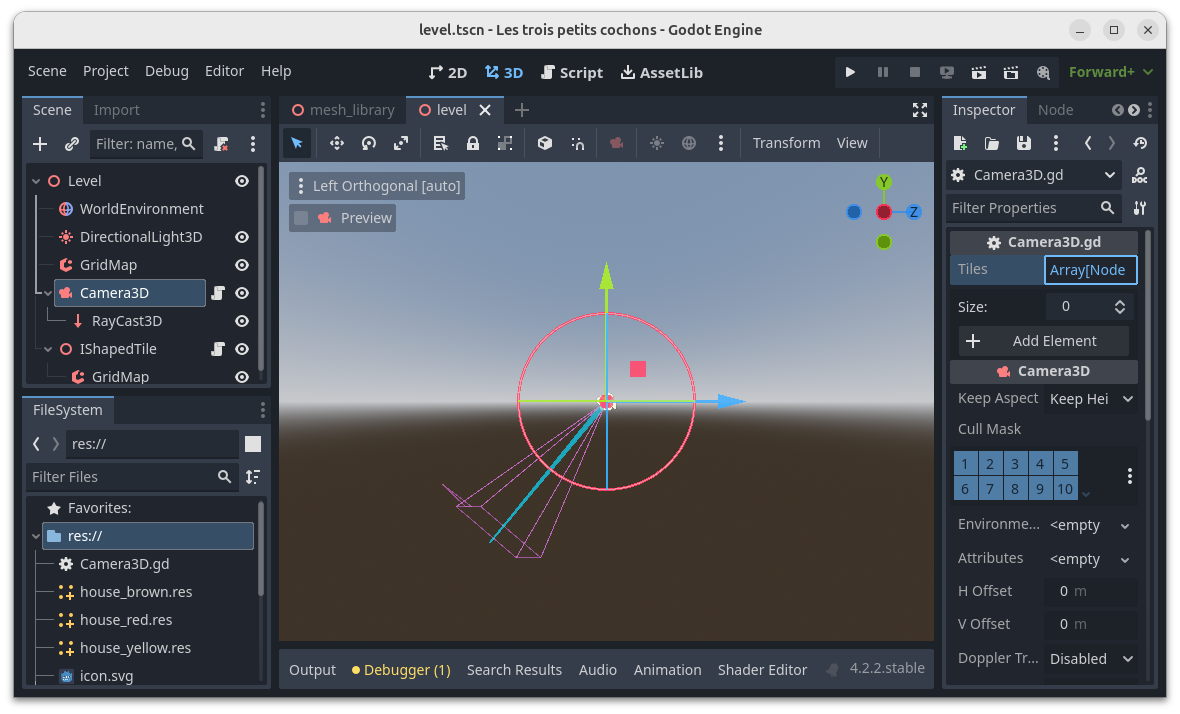 level.tscn - Les trois petits cochons - Godot Engine
Scene Project Debug Editor Help
2D 3D Script AssetLib
Forward+
Scene Import
Filter: name,
Level
WorldEnvironment
DirectionalLight3D
GridMap
Camera3D
RayCast3D
IShapedTile
GridMap
FileSystem
res://
Filter Files
Favorites:
res://
Camera3D.gd
house_brown.res
house_red.res
house_yellow.res
icon.svg
mesh_library level
Transform View
Left Orthogonal [auto]
Preview
Y
Z
Output Debugger (1) Search Results Audio Animation Shader Editor 4.2.2.stable
Inspector Node
Camera3D.gd
DOC
Filter Properties
Camera3D.gd
Tiles Array[Node
Size: 0
Add Element
Camera3D
Keep Aspect Keep Hei
Cull Mask
1 2 3 4 5
6 7 8 9 10
Environme... <empty
Attributes <empty
H Offset 0 m
V Offset 0 m
Doppler Tr... Disabled